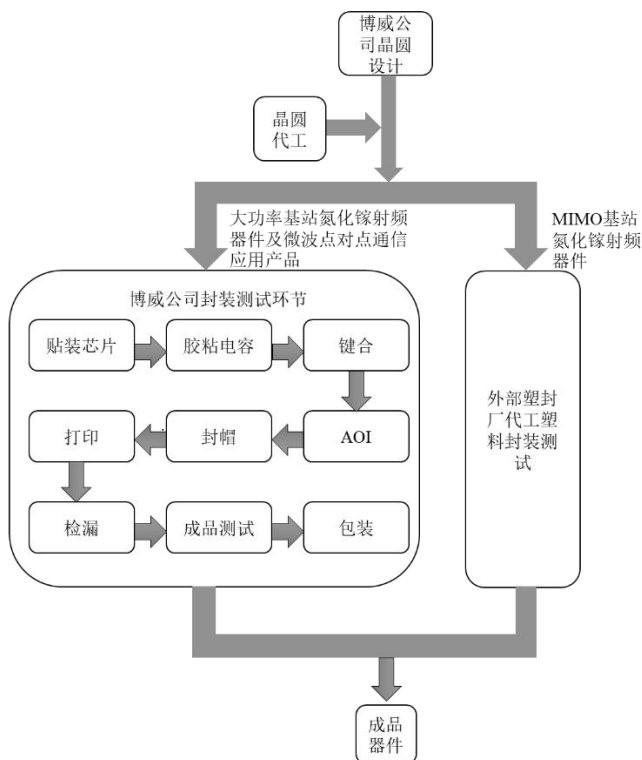 博威公
司晶圆
设计
晶圆
代工
大功率基站氮化镓射频
器件及微波点对点通信
应用产品
MIMO基站
氮化镓射频
器件
博威公司封装测试环节
贴装芯片
胶粘电容
键合
打印
封帽
AOI
检漏
成品测试
包装
外部塑封
厂代工塑
料封装测
试
成品
器件